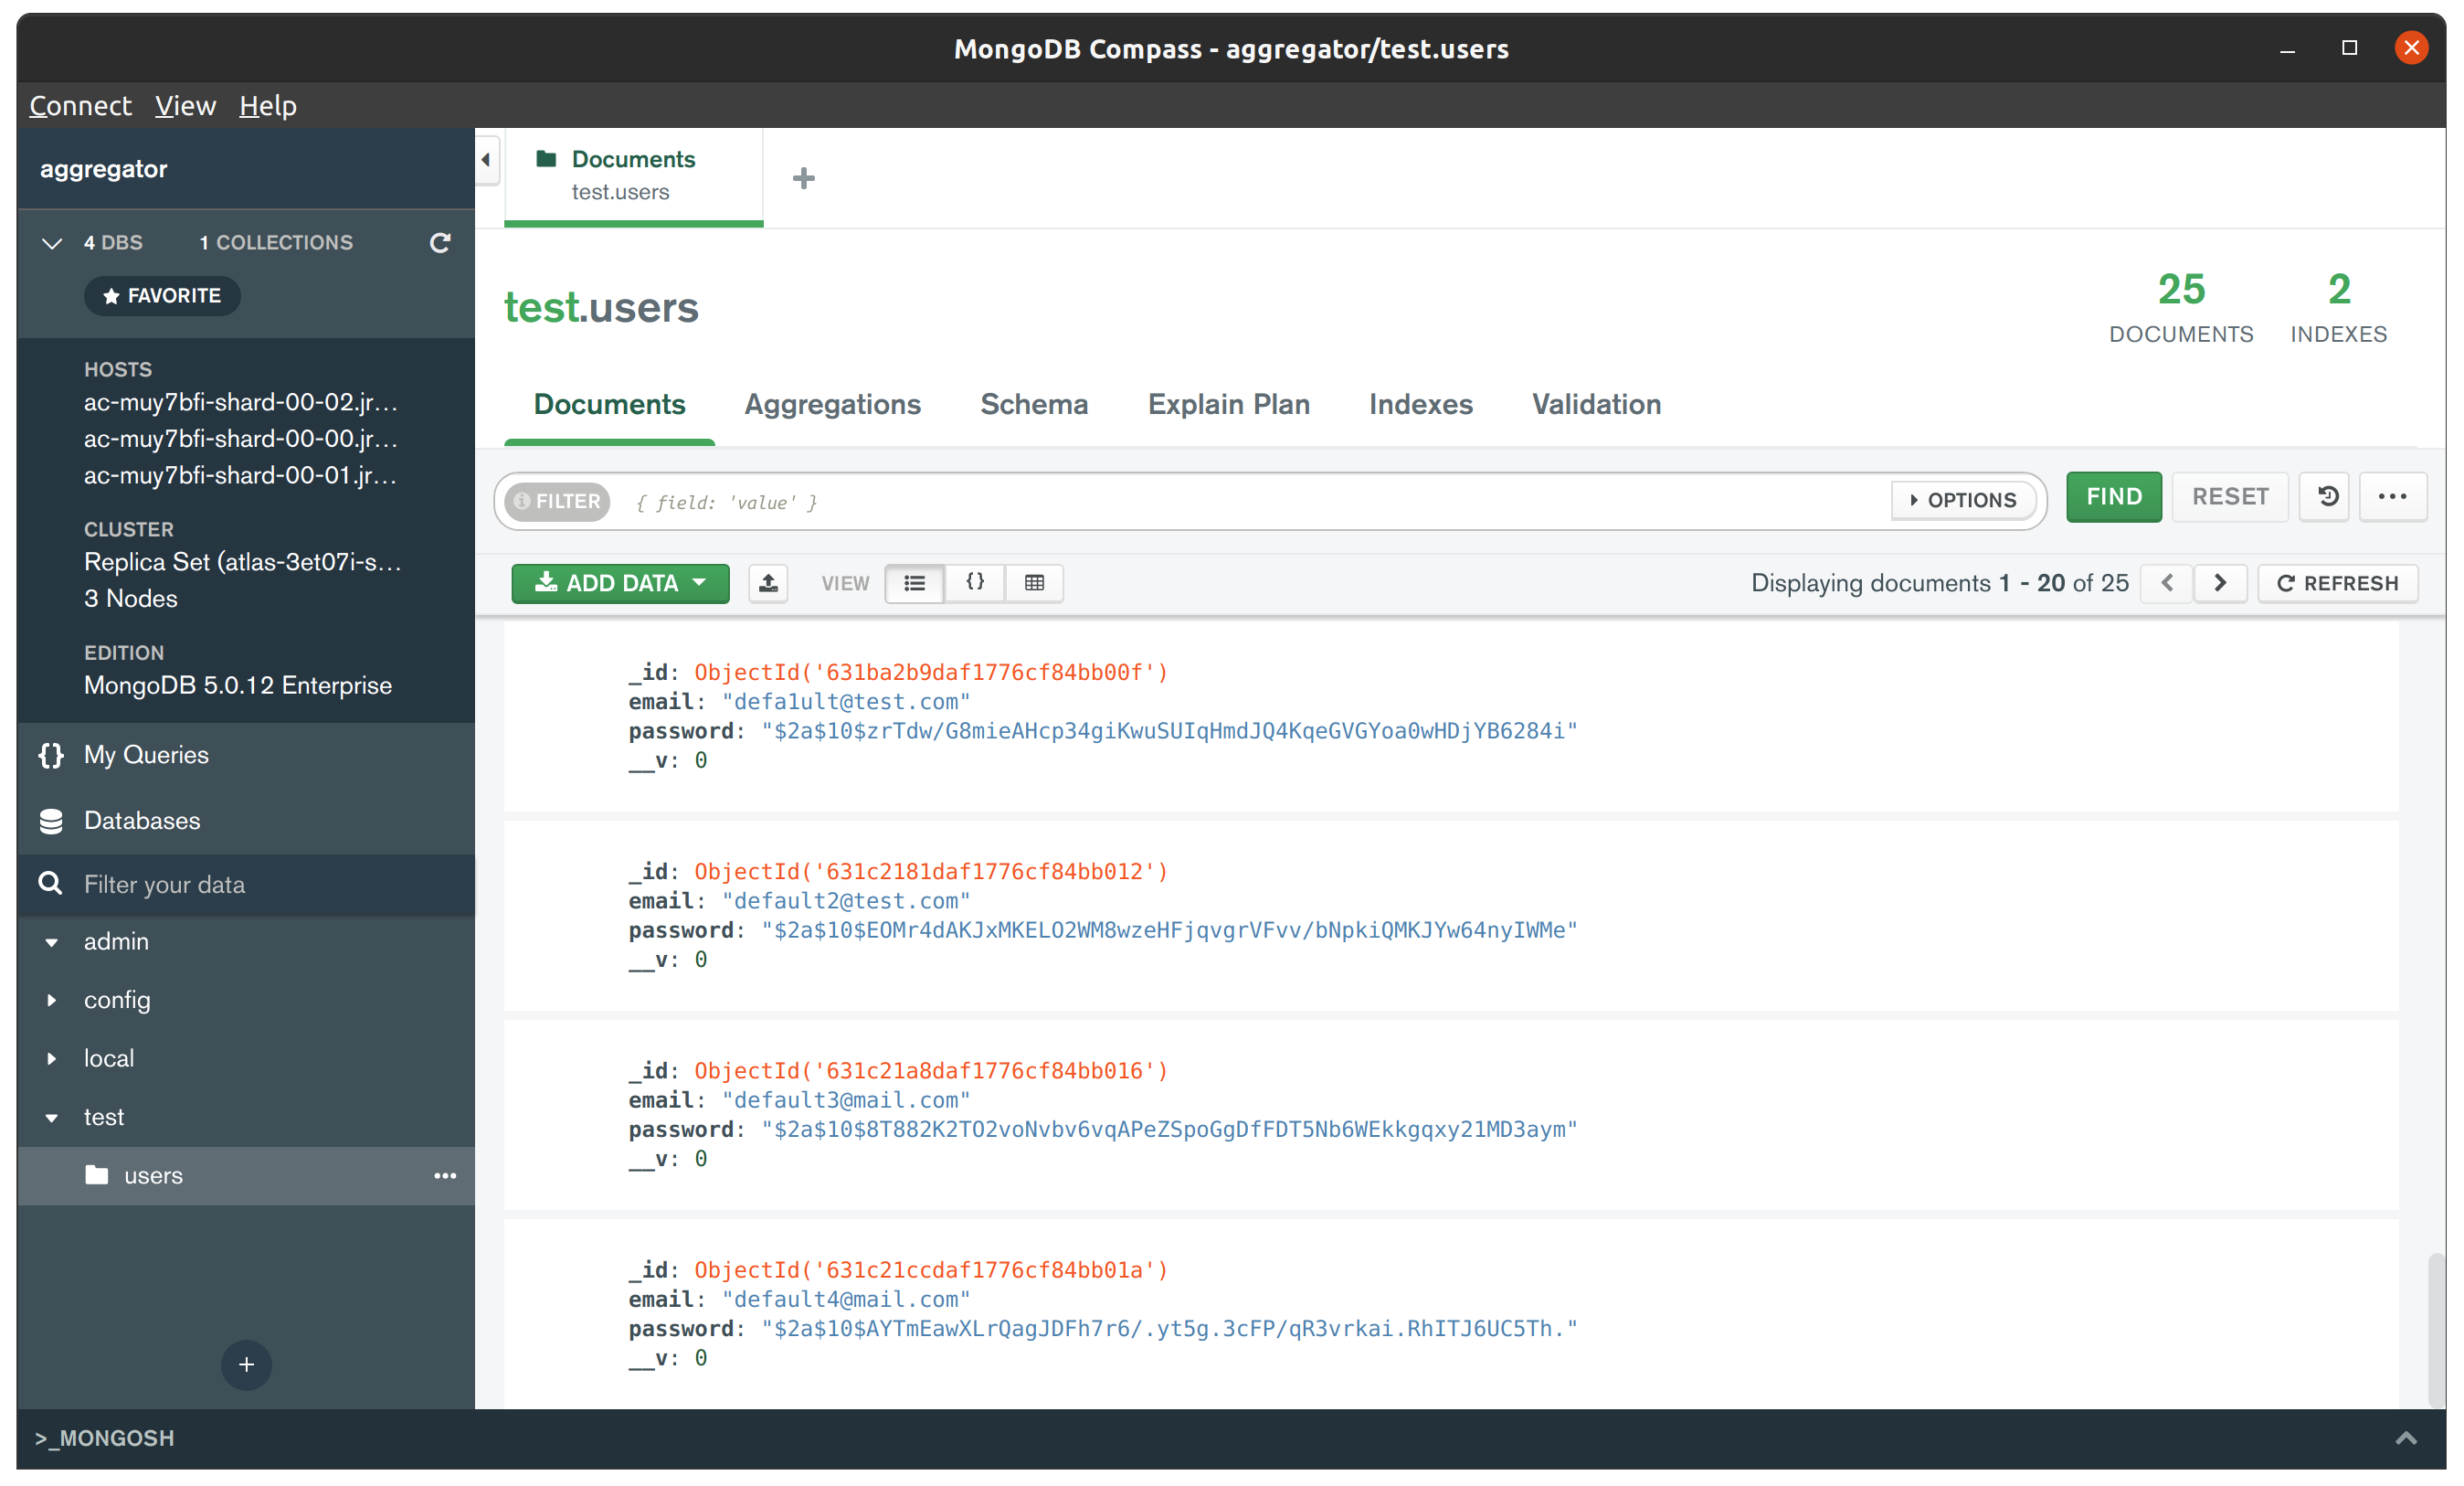 MongoDB Compass - aggregator/test.users
Connect View Help
aggregator
4 DBS 1 COLLECTIONS
FAVORITE
HOSTS
ac-muy7bfi-shard-00-02.jr...
ac-muy7bfi-shard-00-00.jr...
ac-muy7bfi-shard-00-01.jr...
CLUSTER
Replica Set (atlas-3et07i-s...
3 Nodes
EDITION
MongoDB 5.0.12 Enterprise
{} My Queries
Databases
Filter your data
admin
config
local
test
users
>_MONGOSH
Documents
test.users
test.users
25 DOCUMENTS
2 INDEXES
Documents Aggregations Schema Explain Plan Indexes Validation
FILTER { field: 'value' } OPTIONS FIND RESET
ADD DATA VIEW {} Displaying documents 1 - 20 of 25 REFRESH
_id: ObjectId('631ba2b9daf1776cf84bb00f')
email: "defa1ult@test.com"
password: "$2a$10$zrTdw/G8mieAHcp34giKwuSUIqHmdJQ4KqeGVGYoa0wHDjYB6284i"
__v: 0
_id: ObjectId('631c2181daf1776cf84bb012')
email: "default2@test.com"
password: "$2a$10$EOMr4dAKJxMKELO2WM8wzeHFjqvgrVFvv/bNpkiQMKJYw64nyIWMe"
__v: 0
_id: ObjectId('631c21a8daf1776cf84bb016')
email: "default3@mail.com"
password: "$2a$10$8T882K2TO2voNvbv6vqAPeZSpoGgDfFDT5Nb6WEkkgqxy21MD3aym"
__v: 0
_id: ObjectId('631c21ccdaf1776cf84bb01a')
email: "default4@mail.com"
password: "$2a$10$AYTmEawXLrQagJDFh7r6/.yt5g.3cFP/qR3vrkai.RhITJ6UC5Th."
__v: 0